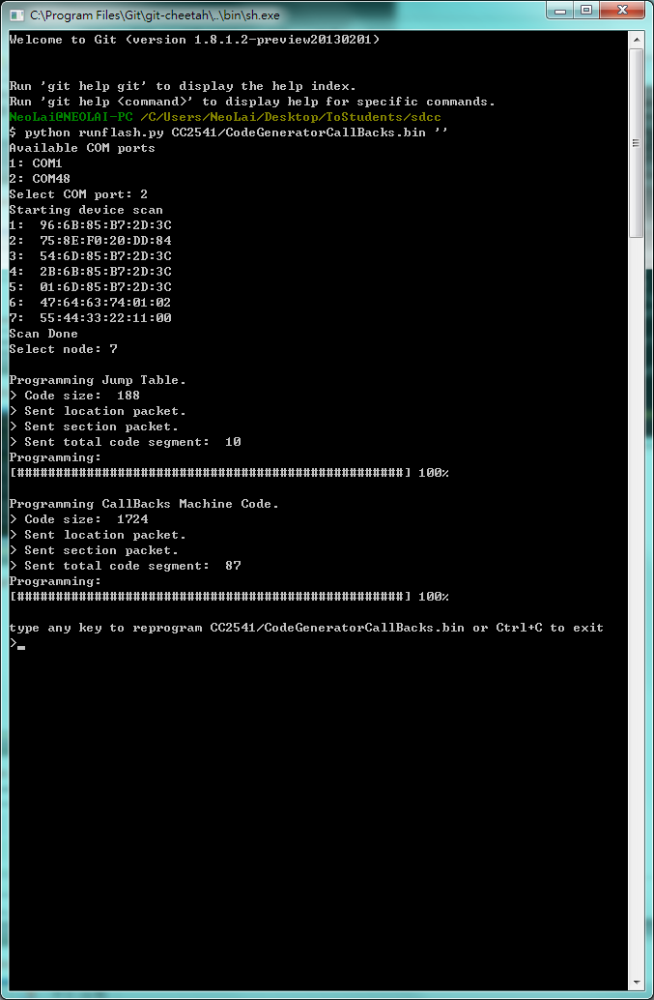 C:\Program Files\Git\git-cheetah\..\bin\sh.exe
Welcome to Git (version 1.8.1.2-preview20130201)
Run 'git help git' to display the help index.
Run 'git help <command>' to display help for specific commands.
NeoLai@NEOLAI-PC /C/Users/NeoLai/Desktop/ToStudents/sdcc
$ python runflash.py CC2541/CodeGeneratorCallBacks.bin ''
Available COM ports
1: COM1
2: COM48
Select COM port: 2
Starting device scan
1:  96:6B:85:B7:2D:3C
2:  75:8E:F0:20:DD:84
3:  54:6D:85:B7:2D:3C
4:  2B:6B:85:B7:2D:3C
5:  01:6D:85:B7:2D:3C
6:  47:64:63:74:01:02
7:  55:44:33:22:11:00
Scan Done
Select node: 7
Programming Jump Table.
> Code size:  188
> Sent location packet.
> Sent section packet.
> Sent total code segment:  10
Programming:
[##################################################] 100%
Programming CallBacks Machine Code.
> Code size:  1724
> Sent location packet.
> Sent section packet.
> Sent total code segment:  87
Programming:
[##################################################] 100%
type any key to reprogram CC2541/CodeGeneratorCallBacks.bin or Ctrl+C to exit
>_